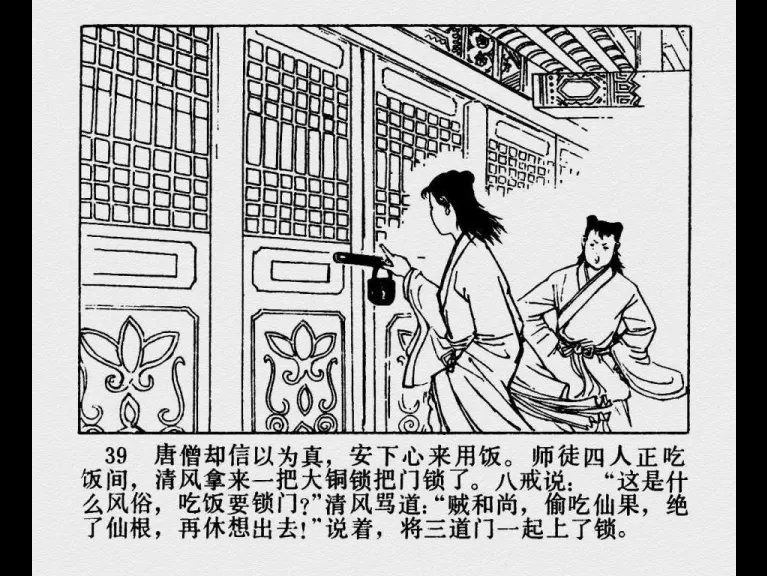 39 唐僧却信以为真，安下心来用饭。师徒四人正吃
饭间，清风拿来一把大铜锁把门锁了。八戒说：“这是什
么风俗，吃饭要锁门？”清风骂道：“贼和尚，偷吃仙果，绝
了仙根，再休想出去！”说着，将三道门一起上了锁。